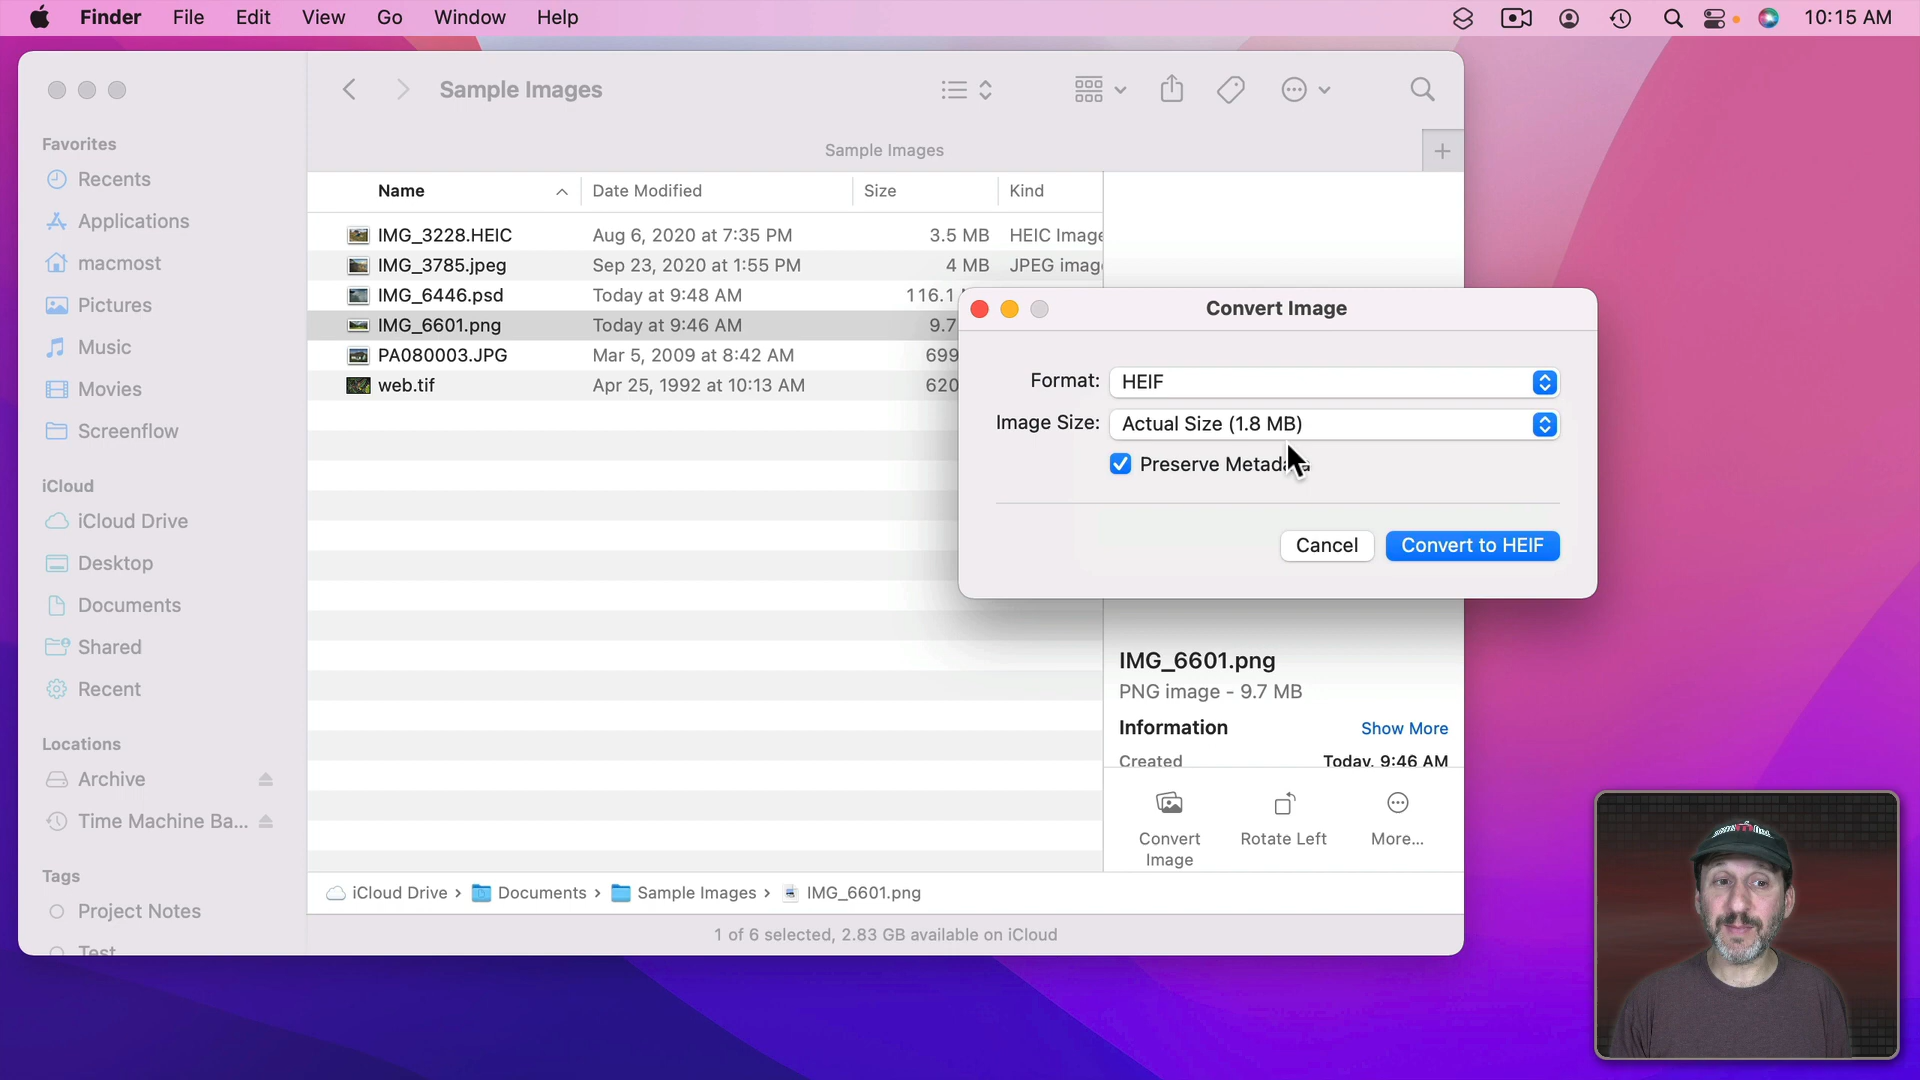 Finder File Edit View Go Window Help 10:15 AM
Sample Images
Sample Images
Favorites
Recents
Applications
macmost
Pictures
Music
Movies
Screenflow
iCloud
iCloud Drive
Desktop
Documents
Shared
Recent
Locations
Archive
Time Machine Ba...
Tags
Project Notes
Test
Name Date Modified Size Kind
IMG_3228.HEIC Aug 6, 2020 at 7:35 PM 3.5 MB HEIC Image
IMG_3785.jpeg Sep 23, 2020 at 1:55 PM 4 MB JPEG imag
IMG_6446.psd Today at 9:48 AM 116.1
IMG_6601.png Today at 9:46 AM 9.7
PA080003.JPG Mar 5, 2009 at 8:42 AM 699
web.tif Apr 25, 1992 at 10:13 AM 620
Convert Image
Format: HEIF
Image Size: Actual Size (1.8 MB)
Preserve Metadata
Cancel Convert to HEIF
IMG_6601.png
PNG image - 9.7 MB
Information Show More
Created Today, 9:46 AM
Convert Image
Rotate Left
More...
iCloud Drive › Documents › Sample Images › IMG_6601.png
1 of 6 selected, 2.83 GB available on iCloud